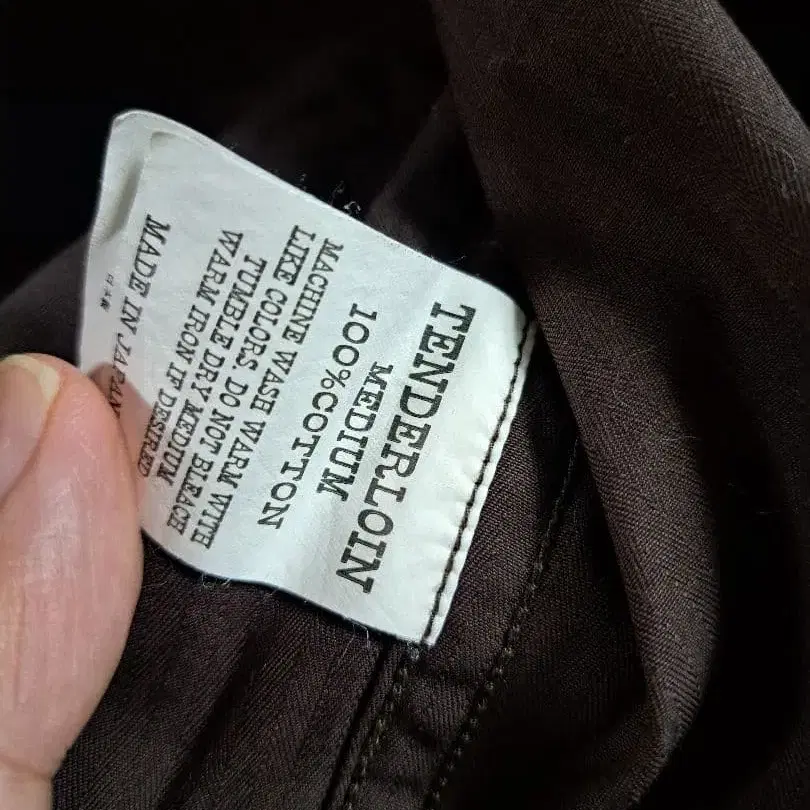 TENDERLOIN
MEDIUM
100%COTTON
MACHINE WASH WARM WITH
LIKE COLORS. DO NOT BLEACH
TUMBLE DRY MEDIUM
WARM IRON IF DESIRED
MADE IN JAPAN